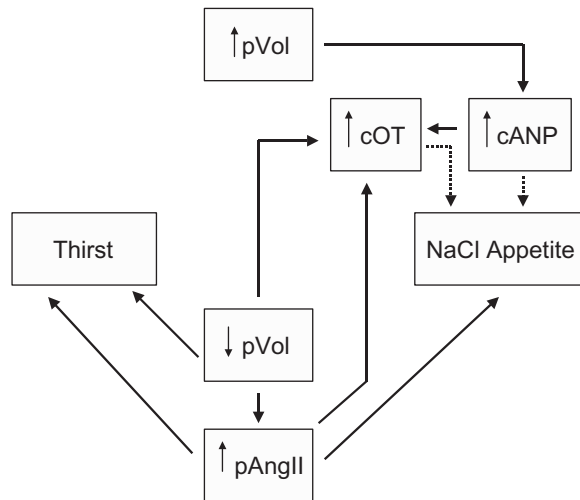 ↑pVol
↑ cOT
↑ cANP
Thirst
NaCl Appetite
↓ pVol
↑ pAngII